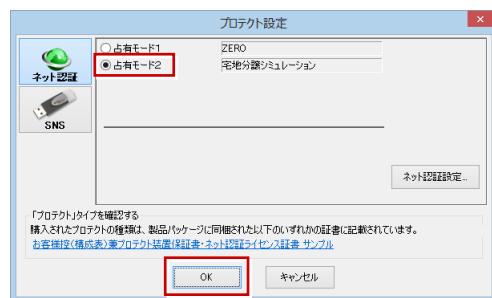 プロテクト設定
×
占有モード1 ZERO
占有モード2 宅地分譲シミュレーション
ネット認証
SNS
ネット認証設定...
「プロテクト」タイプを確認する
購入されたプロテクトの種類は、製品パッケージに同梱された以下のいずれかの証書に記載されています。
お客様控(構成表)兼プロテクト装置保証書・ネット認証ライセンス証書 サンプル
OK キャンセル